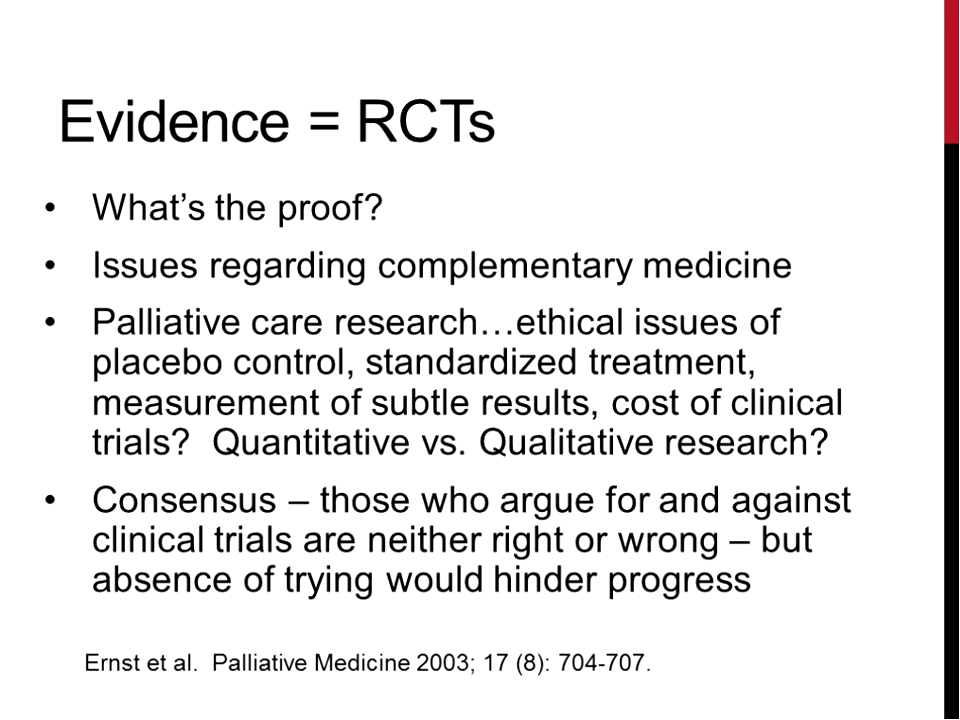 Evidence = RCTs
• What’s the proof?
• Issues regarding complementary medicine
• Palliative care research…ethical issues of
placebo control, standardized treatment,
measurement of subtle results, cost of clinical
trials?  Quantitative vs. Qualitative research?
• Consensus – those who argue for and against
clinical trials are neither right or wrong – but
absence of trying would hinder progress
Ernst et al.  Palliative Medicine 2003; 17 (8): 704-707.